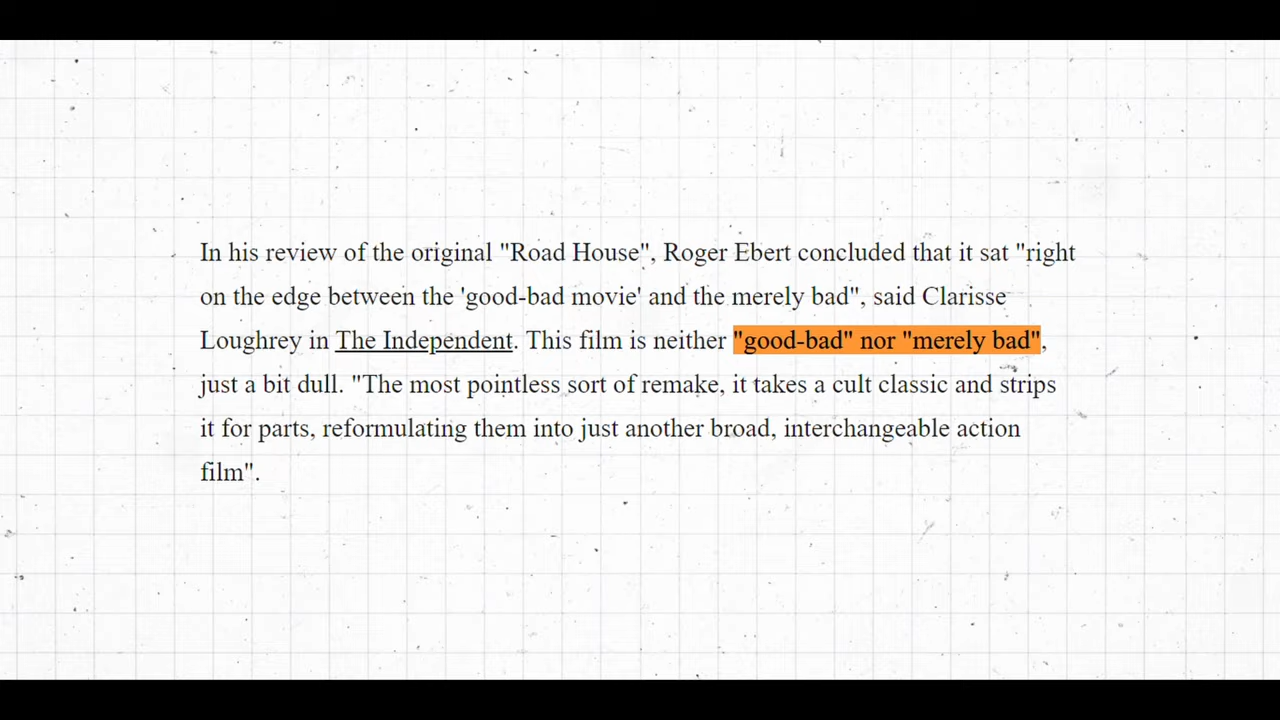 In his review of the original "Road House", Roger Ebert concluded that it sat "right
on the edge between the 'good-bad movie' and the merely bad", said Clarisse
Loughrey in The Independent. This film is neither "good-bad" nor "merely bad",
just a bit dull. "The most pointless sort of remake, it takes a cult classic and strips
it for parts, reformulating them into just another broad, interchangeable action
film".